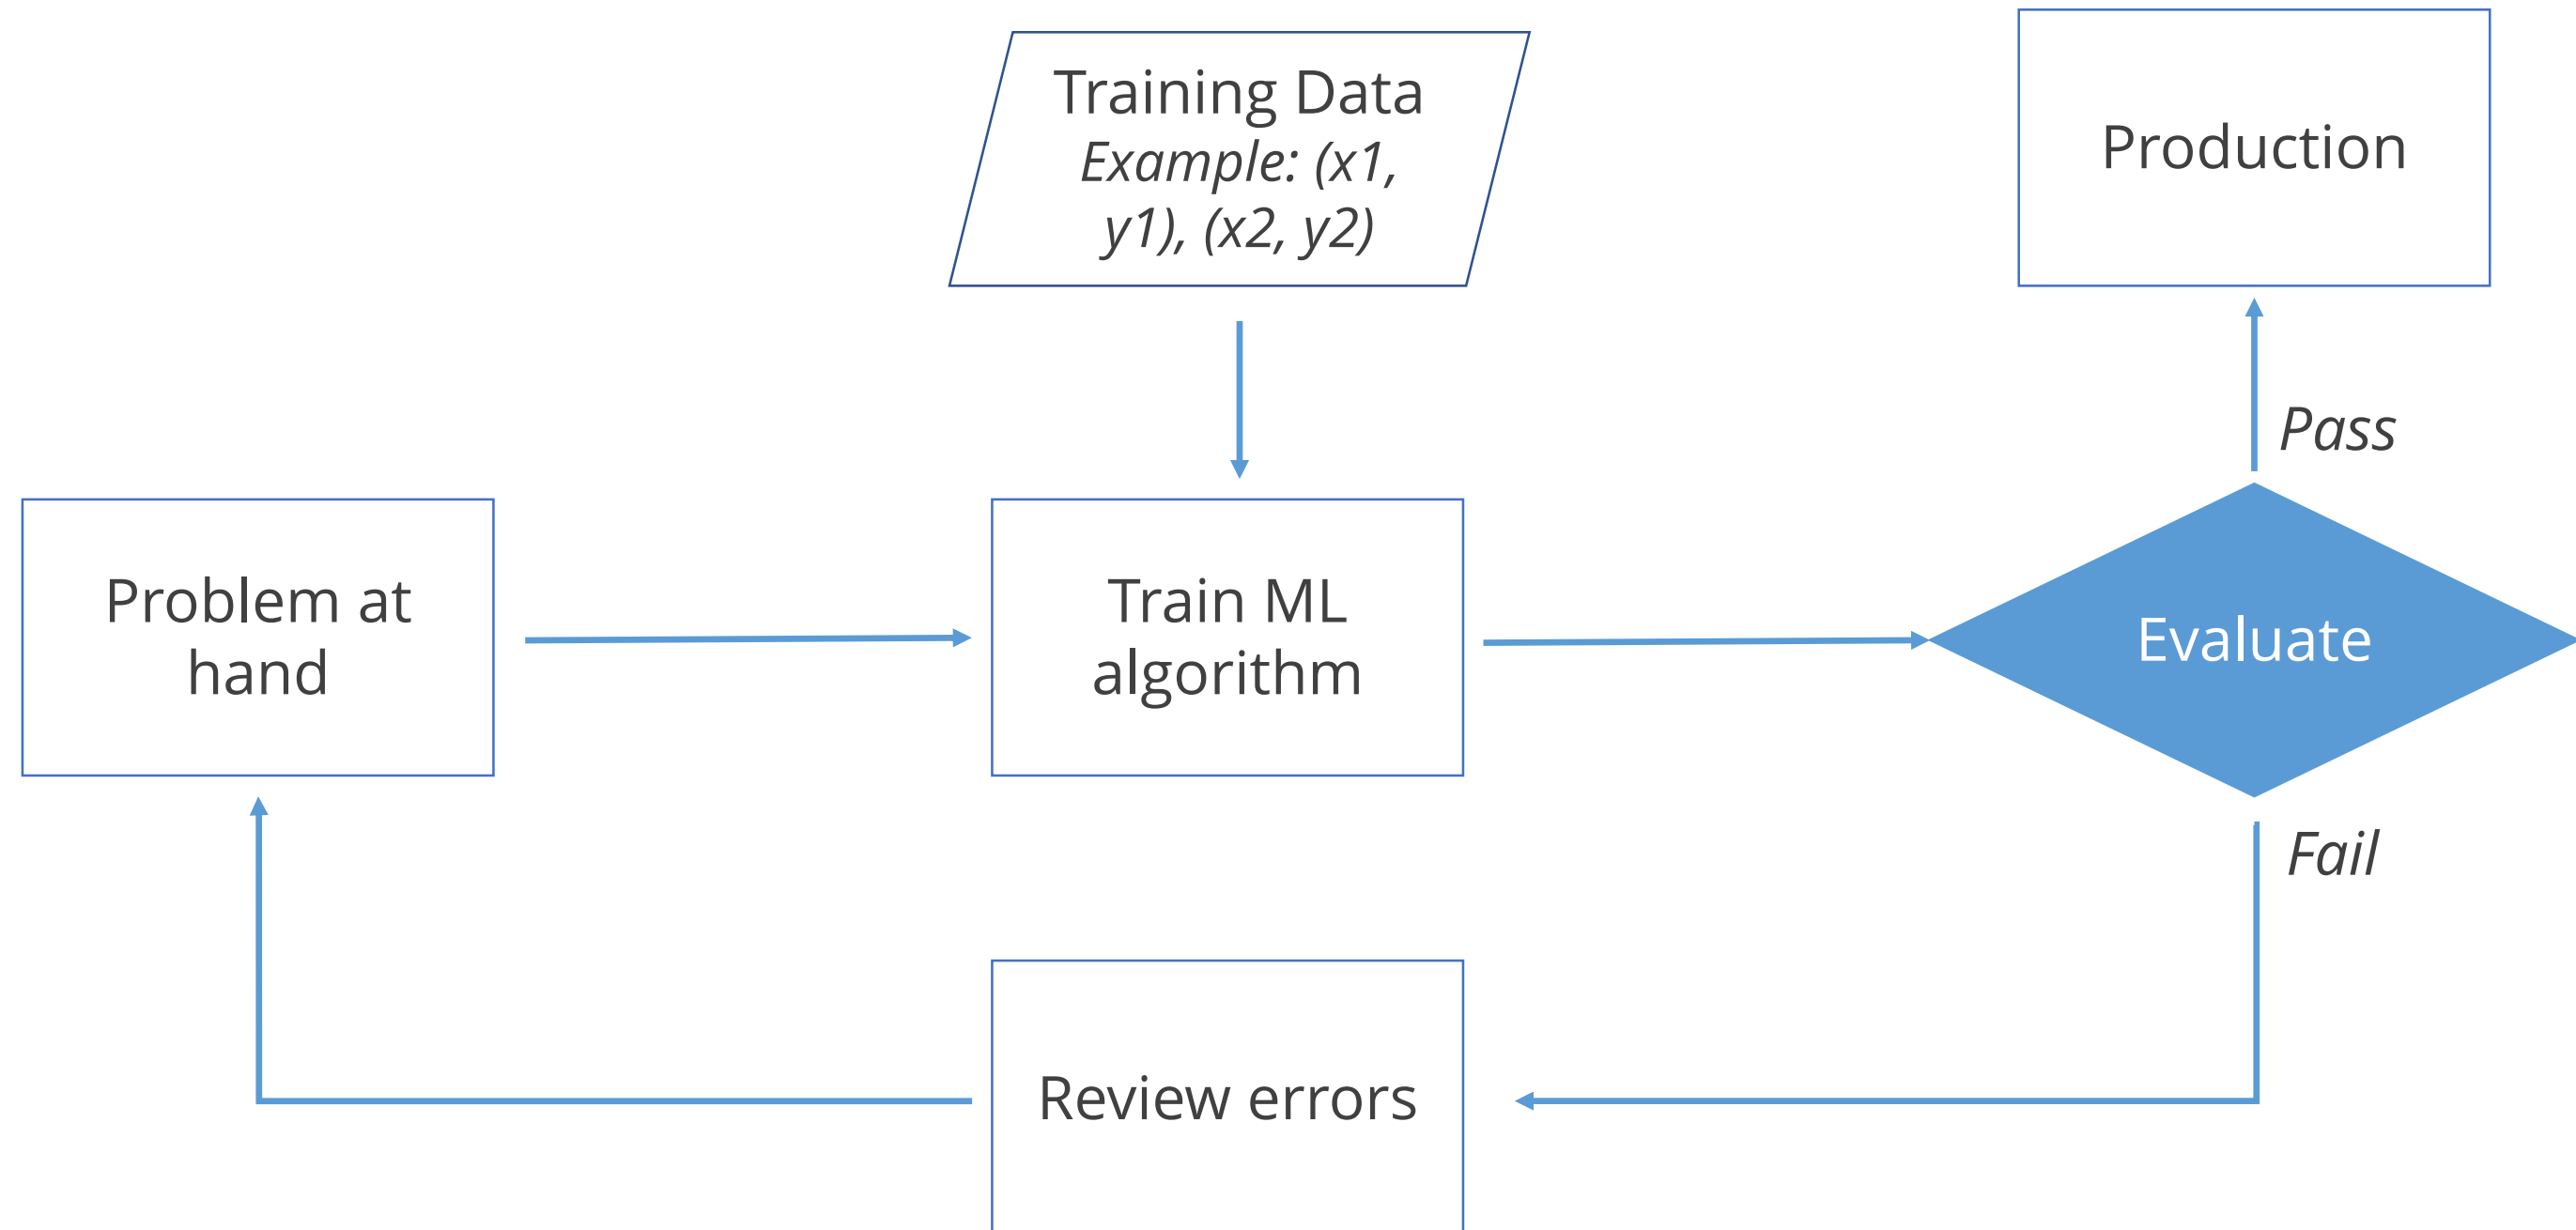 Training Data
Example: (x1,
y1), (x2, y2)
Production
Pass
Problem at
hand
Train ML
algorithm
Evaluate
Fail
Review errors